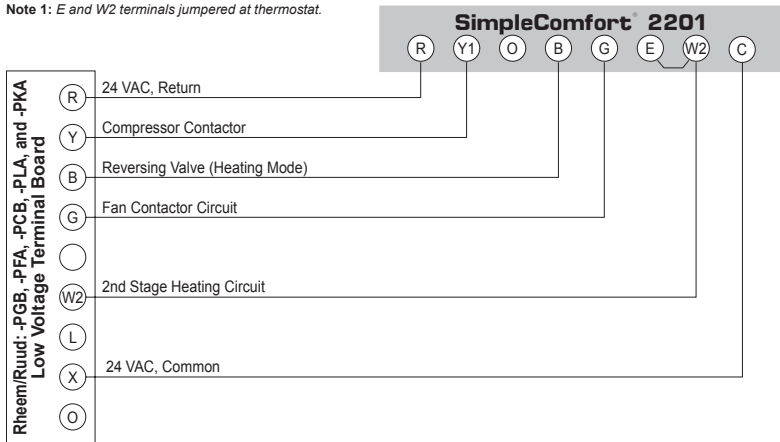 Note 1: E and W2 terminals jumpered at thermostat.
SimpleComfort® 2201
R Y1 O B G E W2 C
Rheem/Ruud: -PGB, -PFA, -PCB, -PLA, and -PKA
Low Voltage Terminal Board
R 24 VAC, Return
Y Compressor Contactor
B Reversing Valve (Heating Mode)
G Fan Contactor Circuit
W2 2nd Stage Heating Circuit
L
X 24 VAC, Common
O